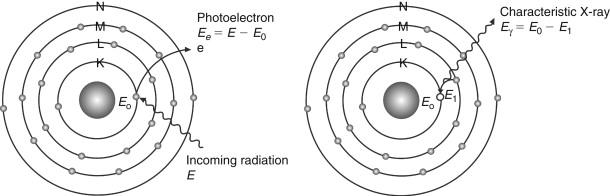 N
M
L
K
E₀
Photoelectron
Eₑ = E − E₀
e
Incoming radiation
E
N
M
L
K
E₀
E₁
Characteristic X-ray
Eᵧ = E₀ − E₁